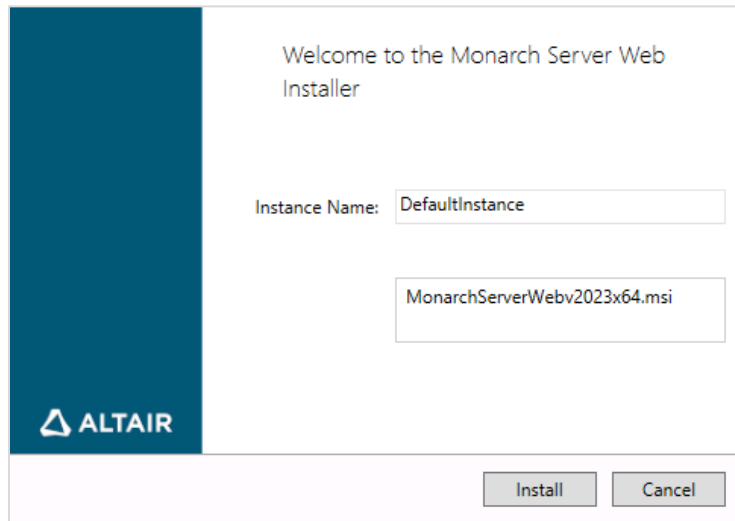 Welcome to the Monarch Server Web
Installer
Instance Name: DefaultInstance
MonarchServerWebv2023x64.msi
ALTAIR
Install Cancel